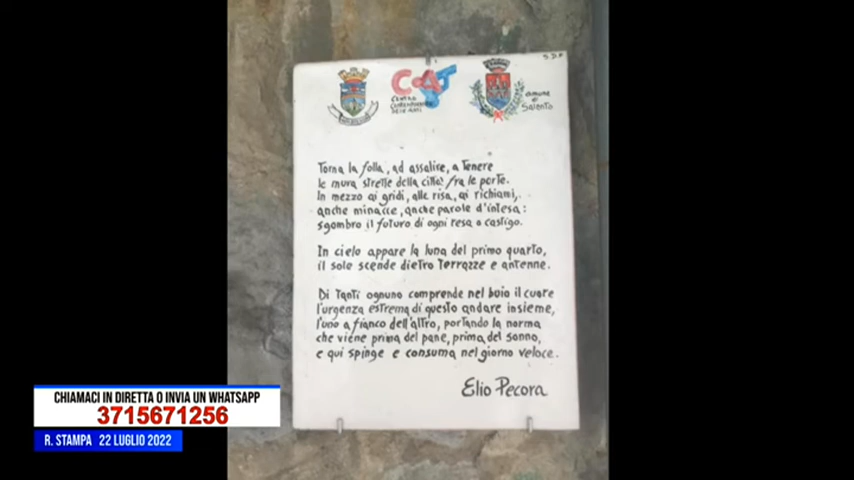 S.D.F.
CAT
CENTRO
CONTEMPORANEO
DELLE ARTI
Comune
di
Salento
Torna la folla, ad assalire, a tenere
le mura strette della città fra le porte.
In mezzo ai gridi, alle risa, ai richiami,
anche minacce, anche parole d'intesa:
sgombro il futuro di ogni resa o castigo.
In cielo appare la luna del primo quarto,
il sole scende dietro terrazze e antenne.
Di tanti ognuno comprende nel buio il cuore
l'urgenza estrema di questo andare insieme,
l'uno a fianco dell'altro, portando la norma
che viene prima del pane, prima del sonno,
e qui spinge e consuma nel giorno veloce.
Elio Pecora
CHIAMACI IN DIRETTA O INVIA UN WHATSAPP
3715671256
R. STAMPA 22 LUGLIO 2022